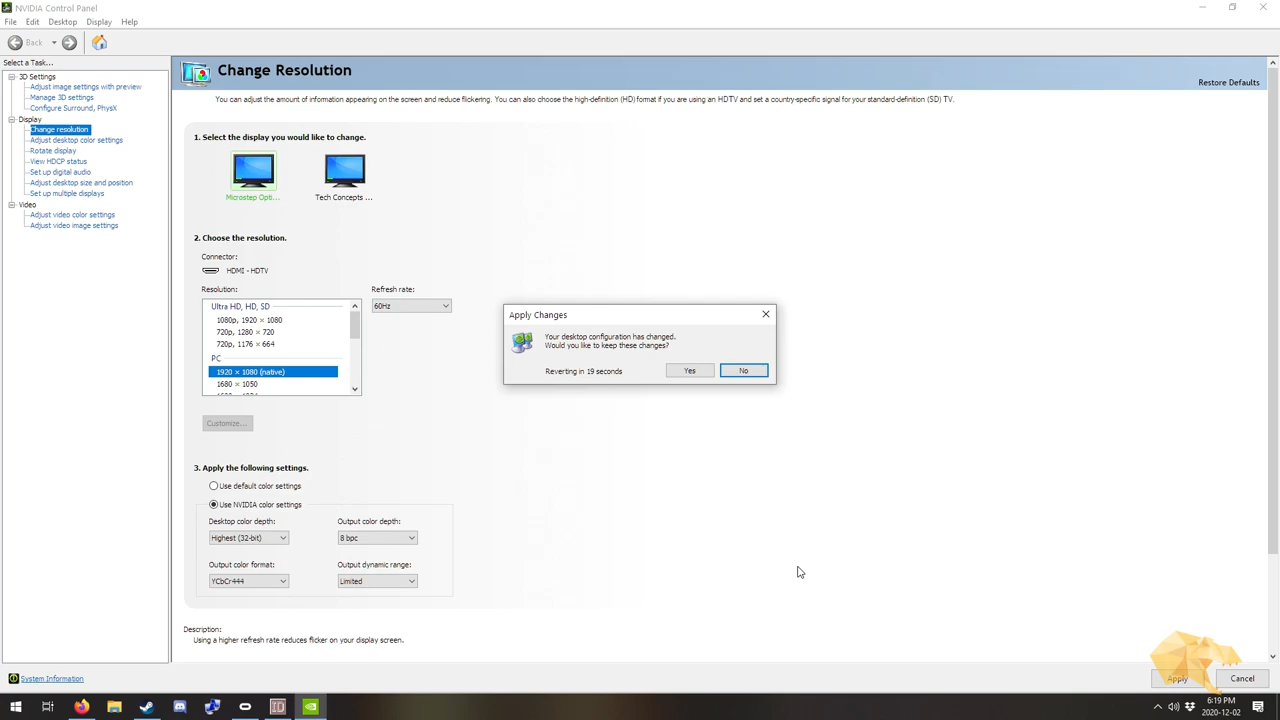 NVIDIA Control Panel
File Edit Desktop Display Help
Back
Select a Task...
3D Settings
Adjust image settings with preview
Manage 3D settings
Configure Surround, PhysX
Display
Change resolution
Adjust desktop color settings
Rotate display
View HDCP status
Set up digital audio
Adjust desktop size and position
Set up multiple displays
Video
Adjust video color settings
Adjust video image settings
System Information
Change Resolution
Restore Defaults
You can adjust the amount of information appearing on the screen and reduce flickering. You can also choose the high-definition (HD) format if you are using an HDTV and set a country-specific signal for your standard-definition (SD) TV.
1. Select the display you would like to change.
Microstep Opti...
Tech Concepts ...
2. Choose the resolution.
Connector:
HDMI - HDTV
Resolution:
Refresh rate:
Ultra HD, HD, SD
60Hz
1080p, 1920 × 1080
720p, 1280 × 720
720p, 1176 × 664
PC
1920 × 1080 (native)
1680 × 1050
Customize...
3. Apply the following settings.
Use default color settings
Use NVIDIA color settings
Desktop color depth:
Output color depth:
Highest (32-bit)
8 bpc
Output color format:
Output dynamic range:
YCbCr444
Limited
Description:
Using a higher refresh rate reduces flicker on your display screen.
Apply Changes
Your desktop configuration has changed.
Would you like to keep these changes?
Reverting in 19 seconds
Yes
No
Apply
Cancel
6:19 PM
2020-12-02